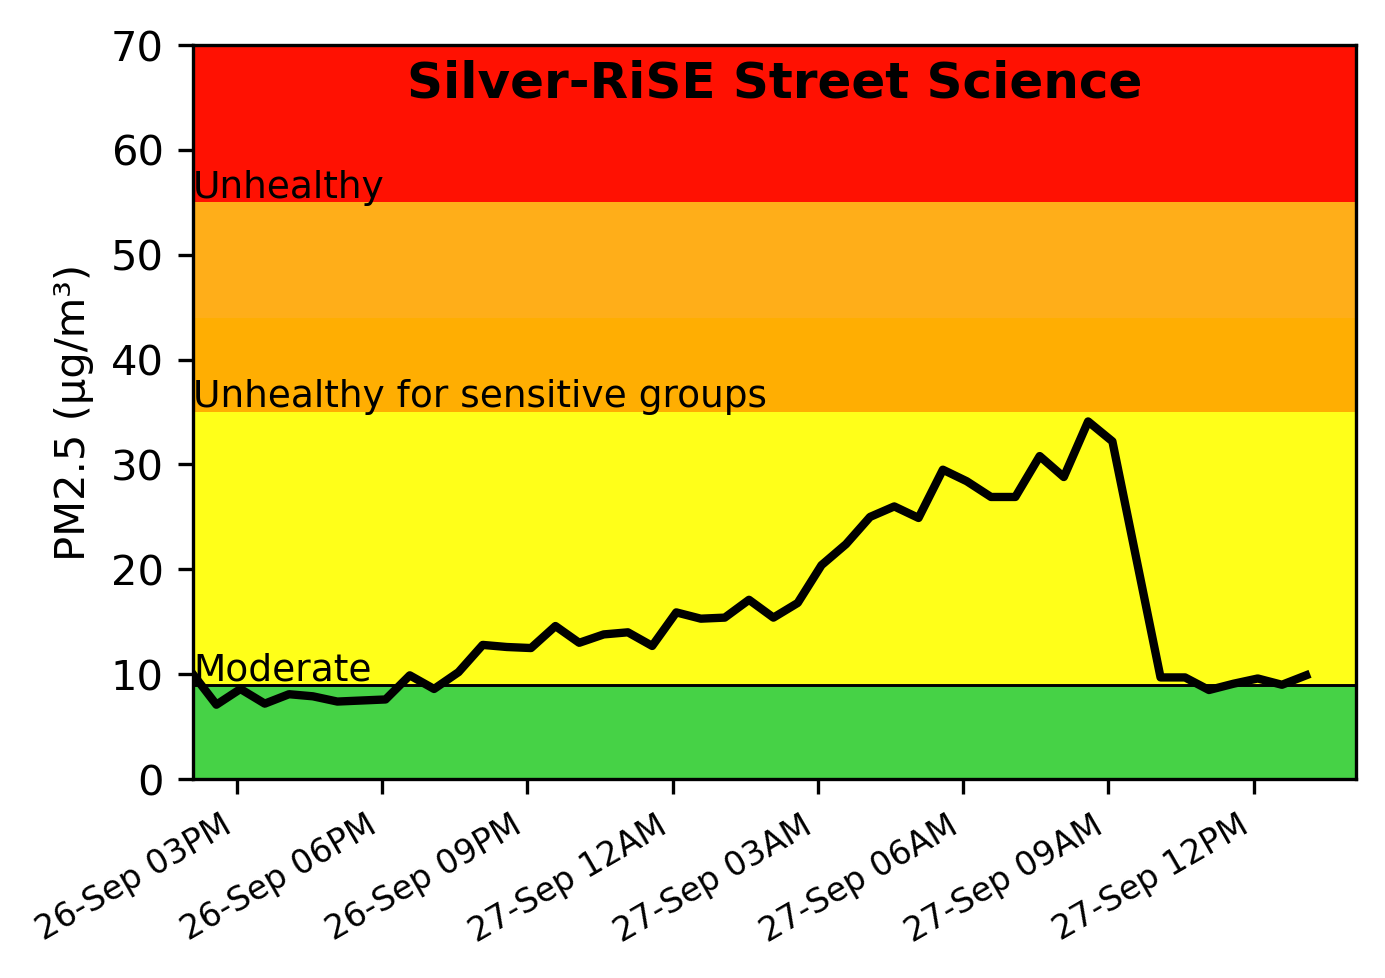 Silver-RiSE Street Science
70
60
Unhealthy
50
40
Unhealthy for sensitive groups
30
20
Moderate
10
0
PM2.5 (μg/m³)
26-Sep 03PM
26-Sep 06PM
26-Sep 09PM
27-Sep 12AM
27-Sep 03AM
27-Sep 06AM
27-Sep 09AM
27-Sep 12PM